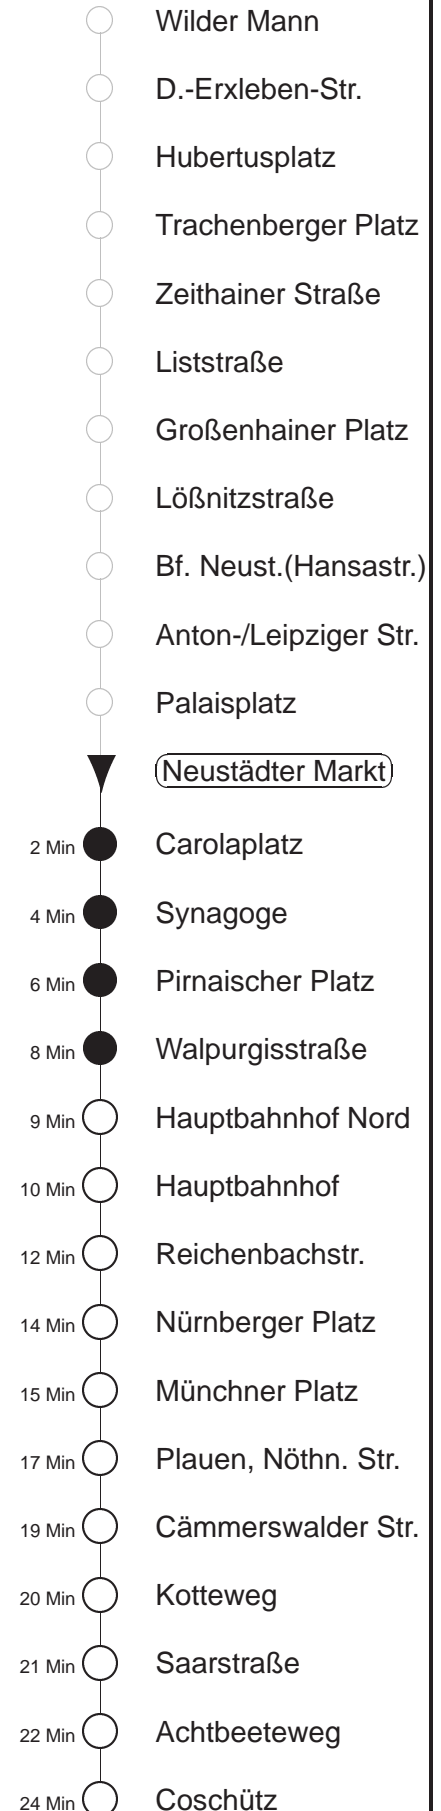 Wilder Mann
D.-Erxleben-Str.
Hubertusplatz
Trachenberger Platz
Zeithainer Straße
Liststraße
Großenhainer Platz
Lößnitzstraße
Bf. Neust.(Hansastr.)
Anton-/Leipziger Str.
Palaisplatz
Neustädter Markt
2 Min Carolaplatz
4 Min Synagoge
6 Min Pirnaischer Platz
8 Min Walpurgisstraße
9 Min Hauptbahnhof Nord
10 Min Hauptbahnhof
12 Min Reichenbachstr.
14 Min Nürnberger Platz
15 Min Münchner Platz
17 Min Plauen, Nöthn. Str.
19 Min Cämmerswalder Str.
20 Min Kotteweg
21 Min Saarstraße
22 Min Achtbeeteweg
24 Min Coschütz